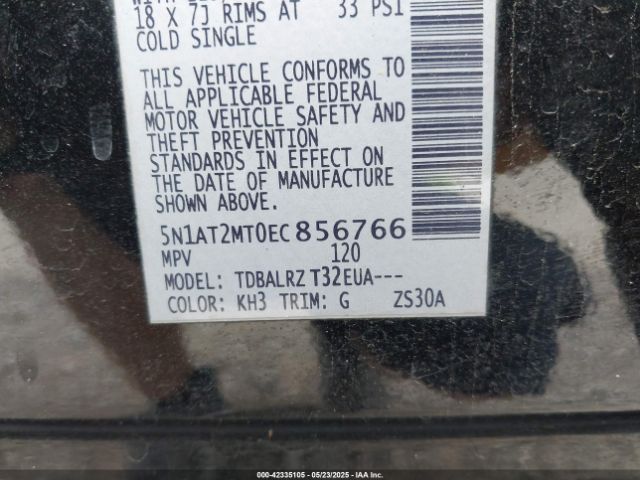 18 X 7J RIMS AT 33 PSI
COLD SINGLE
THIS VEHICLE CONFORMS TO
ALL APPLICABLE FEDERAL
MOTOR VEHICLE SAFETY AND
THEFT PREVENTION
STANDARDS IN EFFECT ON
THE DATE OF MANUFACTURE
SHOWN ABOVE.
5N1AT2MT0EC856766
MPV 120
MODEL: TDBALRZ T32EUA---
COLOR: KH3 TRIM: G ZS30A
000-42335105 - 05/23/2025 - IAA Inc.